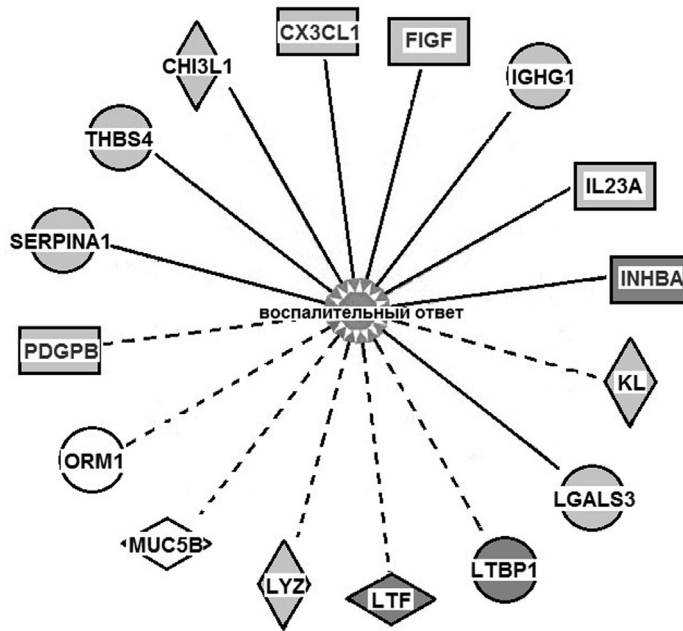 CX3CL1
FIGF
CHI3L1
IGHG1
THBS4
IL23A
SERPINA1
INHBA
воспалительный ответ
PDGPB
KL
ORM1
LGALS3
MUC5B
LYZ
LTF
LTBP1